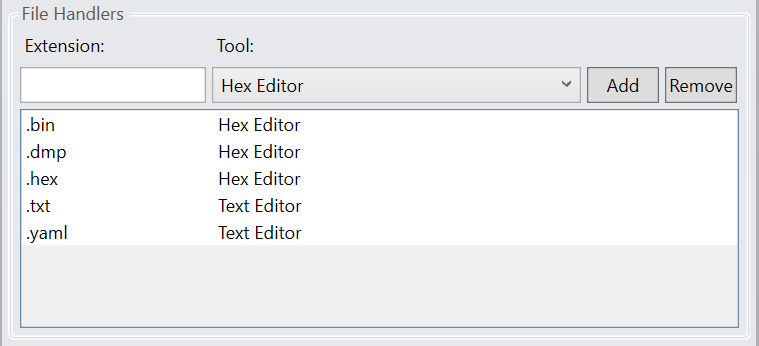 File Handlers
Extension: Tool:
Hex Editor Add Remove
.bin Hex Editor
.dmp Hex Editor
.hex Hex Editor
.txt Text Editor
.yaml Text Editor